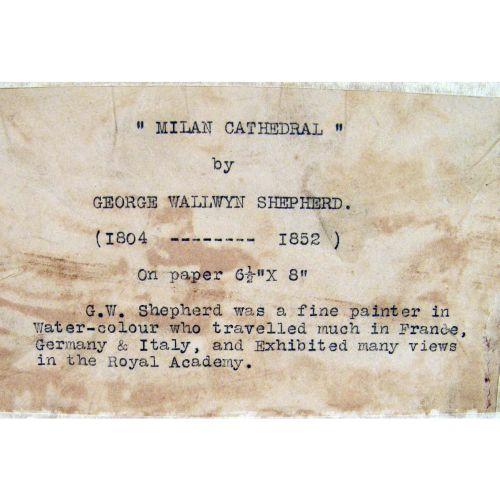 " MILAN CATHEDRAL "
by
GEORGE WALLWYN SHEPHERD.
(1804 -------- 1852 )
On paper 6½"X 8"
G.W. Shepherd was a fine painter in
Water-colour who travelled much in France,
Germany & Italy, and Exhibited many views
in the Royal Academy.